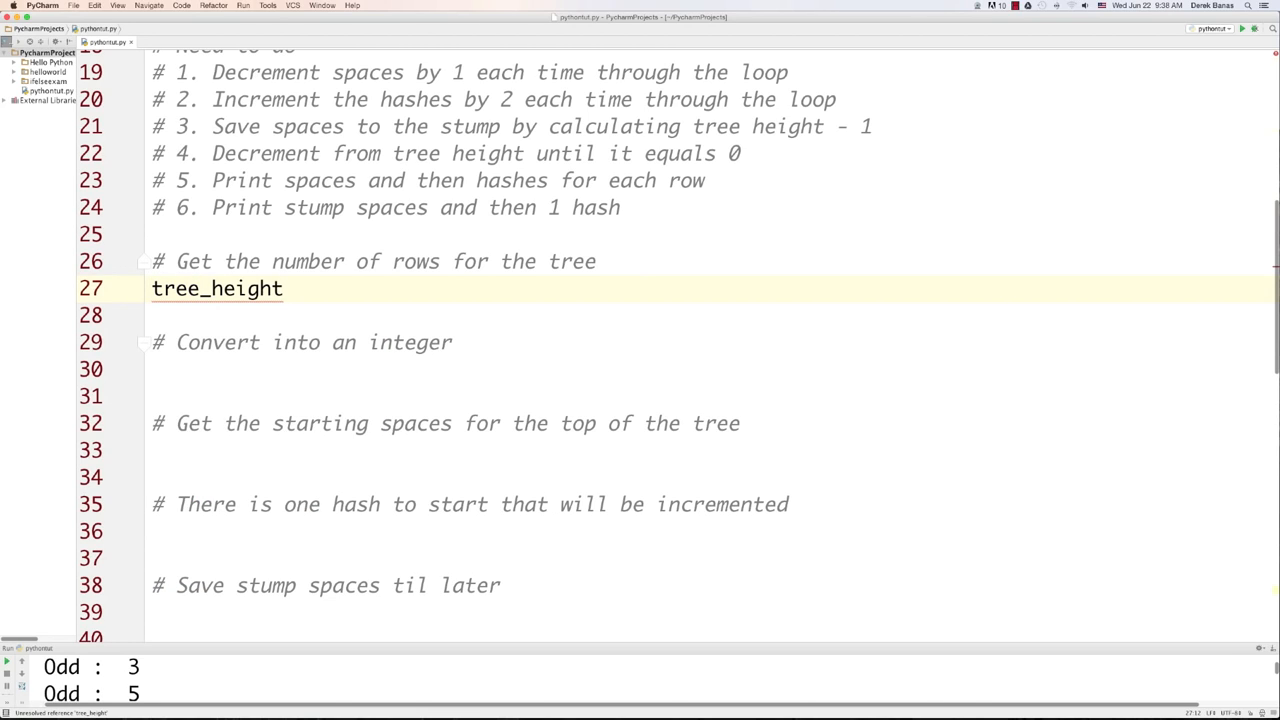 PyCharm File Edit View Navigate Code Refactor Run Tools VCS Window Help 10 Wed Jun 22 9:38 AM Derek Banas
pythontut.py - PycharmProjects - [~/PycharmProjects]
PycharmProjects pythontut.py pythontut
pythontut.py
PycharmProject
Hello Python
helloworld
ifelseexam
pythontut.py
External Librarie
18 # Need to do
19 # 1. Decrement spaces by 1 each time through the loop
20 # 2. Increment the hashes by 2 each time through the loop
21 # 3. Save spaces to the stump by calculating tree height - 1
22 # 4. Decrement from tree height until it equals 0
23 # 5. Print spaces and then hashes for each row
24 # 6. Print stump spaces and then 1 hash
25
26 # Get the number of rows for the tree
27 tree_height
28
29 # Convert into an integer
30
31
32 # Get the starting spaces for the top of the tree
33
34
35 # There is one hash to start that will be incremented
36
37
38 # Save stump spaces til later
39
40
Run pythontut
Odd : 3
Odd : 5
Unresolved reference 'tree_height' 27:12 LF÷ UTF-8÷